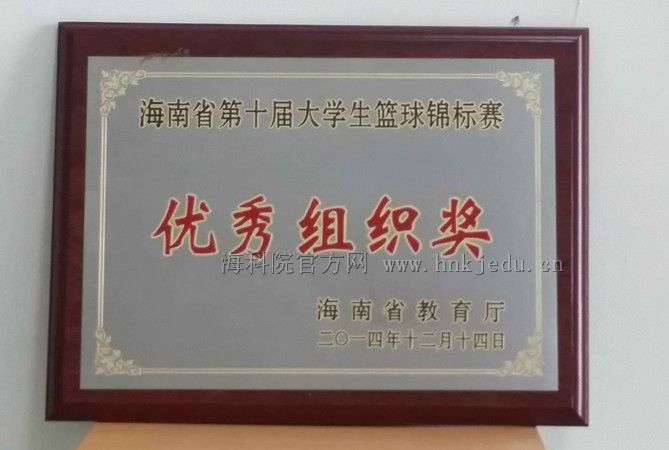 海南省第十届大学生篮球锦标赛
优秀组织奖
海科院官方网 www.hnkjedu.cn
海南省教育厅
二〇一四年十二月十四日